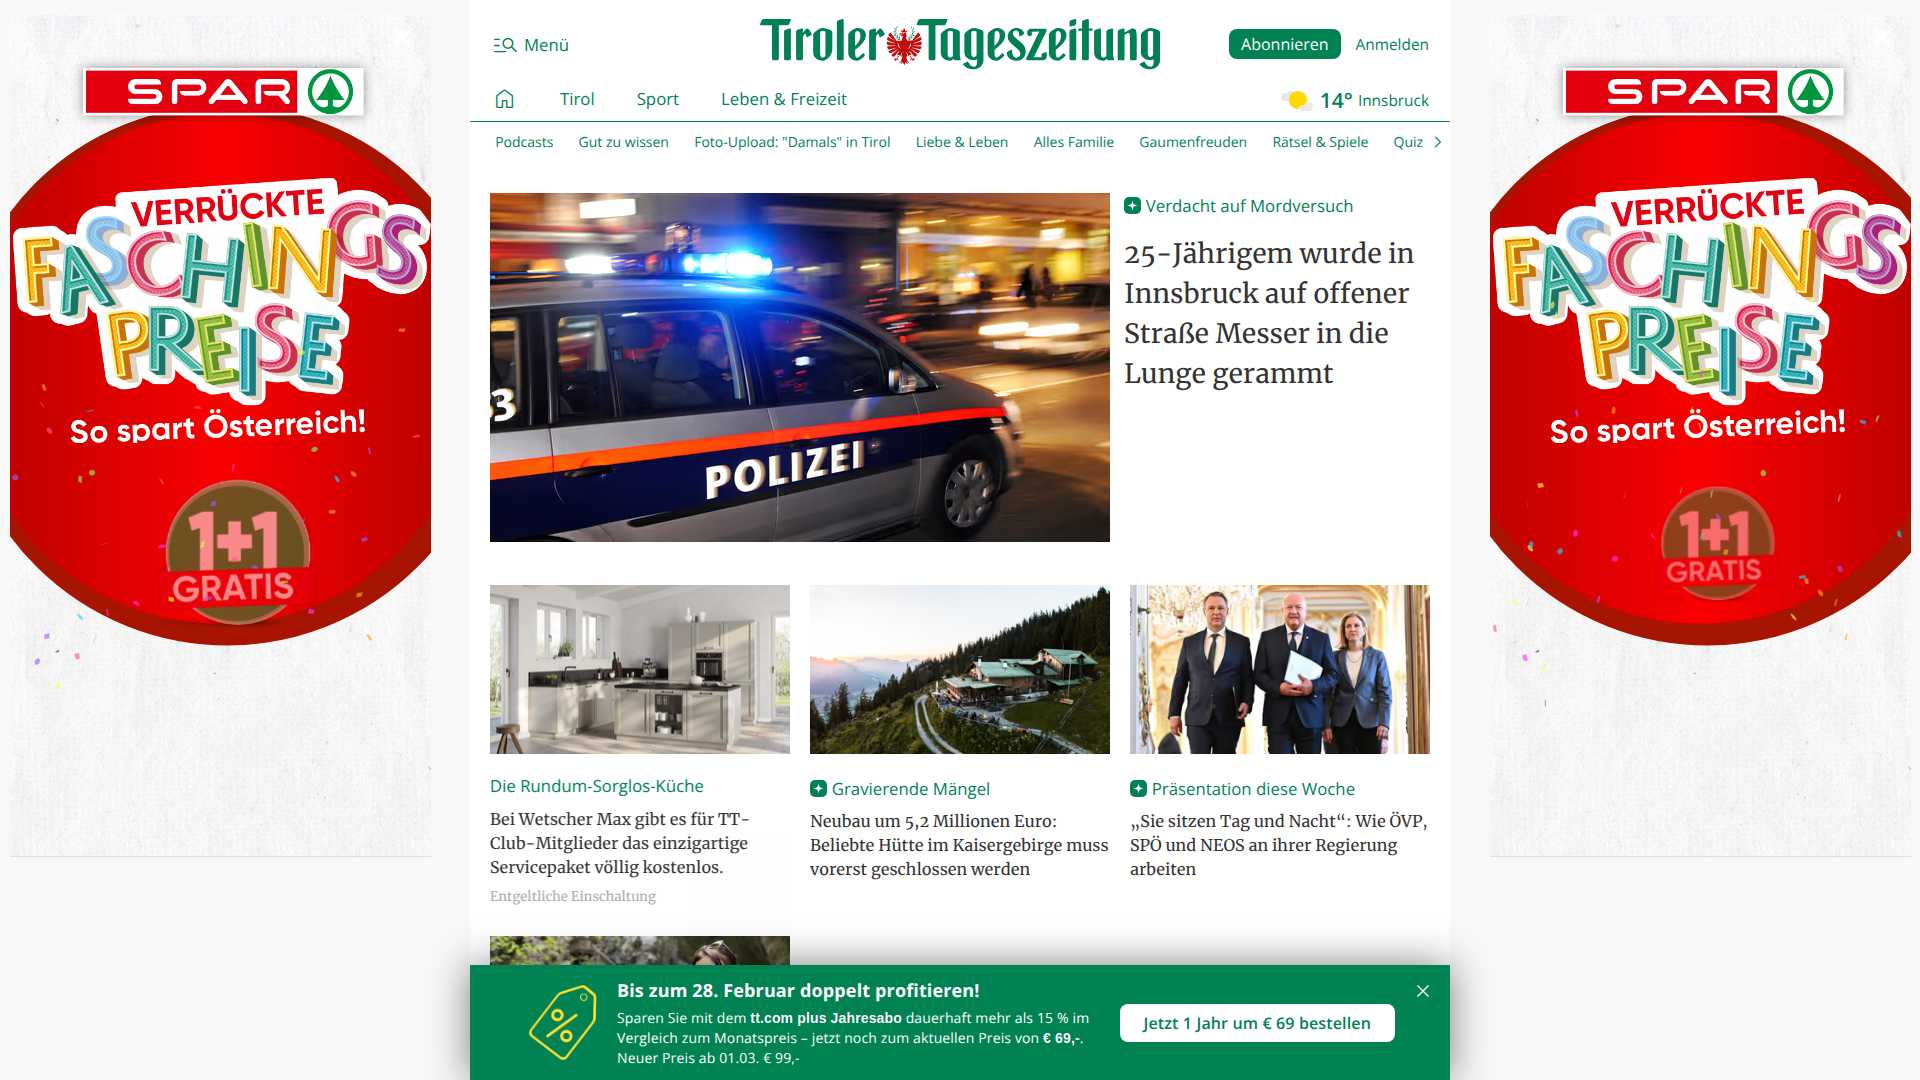 Menü
Tiroler Tageszeitung
Abonnieren
Anmelden
Tirol
Sport
Leben & Freizeit
14° Innsbruck
Podcasts
Gut zu wissen
Foto-Upload: "Damals" in Tirol
Liebe & Leben
Alles Familie
Gaumenfreuden
Rätsel & Spiele
Quiz
SPAR
VERRÜCKTE
FASCHINGS
PREISE
So spart Österreich!
1+1
GRATIS
3
POLIZEI
Verdacht auf Mordversuch
25-Jährigem wurde in
Innsbruck auf offener
Straße Messer in die
Lunge gerammt
SPAR
VERRÜCKTE
FASCHINGS
PREISE
So spart Österreich!
1+1
GRATIS
Die Rundum-Sorglos-Küche
Bei Wetscher Max gibt es für TT-
Club-Mitglieder das einzigartige
Servicepaket völlig kostenlos.
Entgeltliche Einschaltung
Gravierende Mängel
Neubau um 5,2 Millionen Euro:
Beliebte Hütte im Kaisergebirge muss
vorerst geschlossen werden
Präsentation diese Woche
„Sie sitzen Tag und Nacht“: Wie ÖVP,
SPÖ und NEOS an ihrer Regierung
arbeiten
Bis zum 28. Februar doppelt profitieren!
Sparen Sie mit dem tt.com plus Jahresabo dauerhaft mehr als 15 % im
Vergleich zum Monatspreis – jetzt noch zum aktuellen Preis von € 69,-.
Neuer Preis ab 01.03. € 99,-
Jetzt 1 Jahr um € 69 bestellen